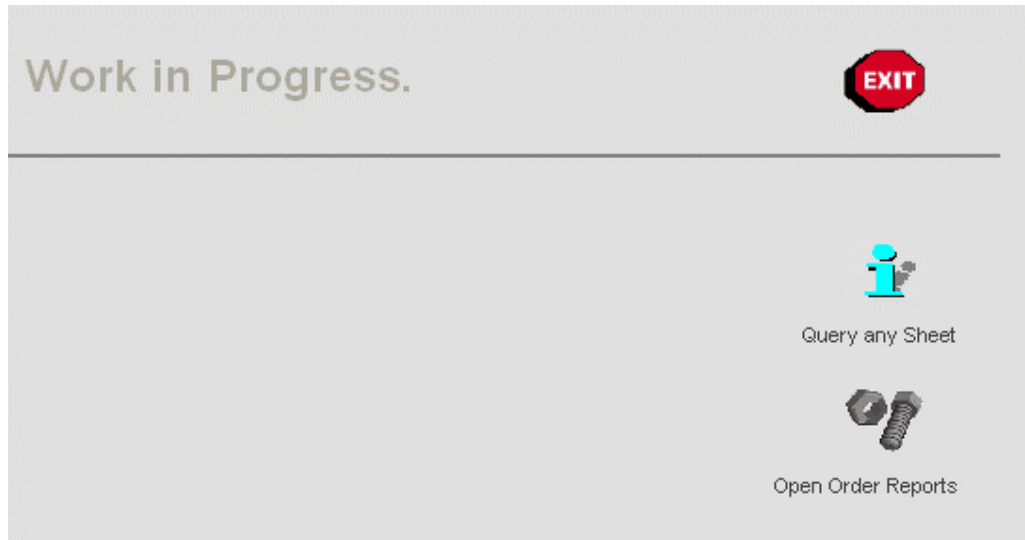 Work in Progress.
EXIT
Query any Sheet
Open Order Reports